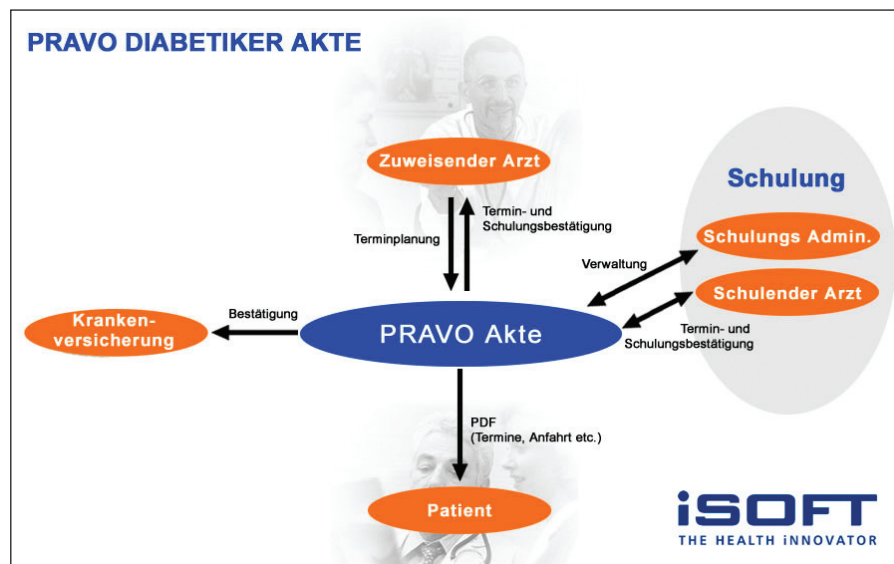 PRAVO DIABETIKER AKTE
Zuweisender Arzt
Terminplanung
Termin- und
Schulungsbestätigung
Schulung
Schulungs Admin.
Verwaltung
Schulender Arzt
Termin- und
Schulungsbestätigung
Kranken-
versicherung
Bestätigung
PRAVO Akte
PDF
(Termine, Anfahrt etc.)
Patient
iSOFT
THE HEALTH iNNOVATOR